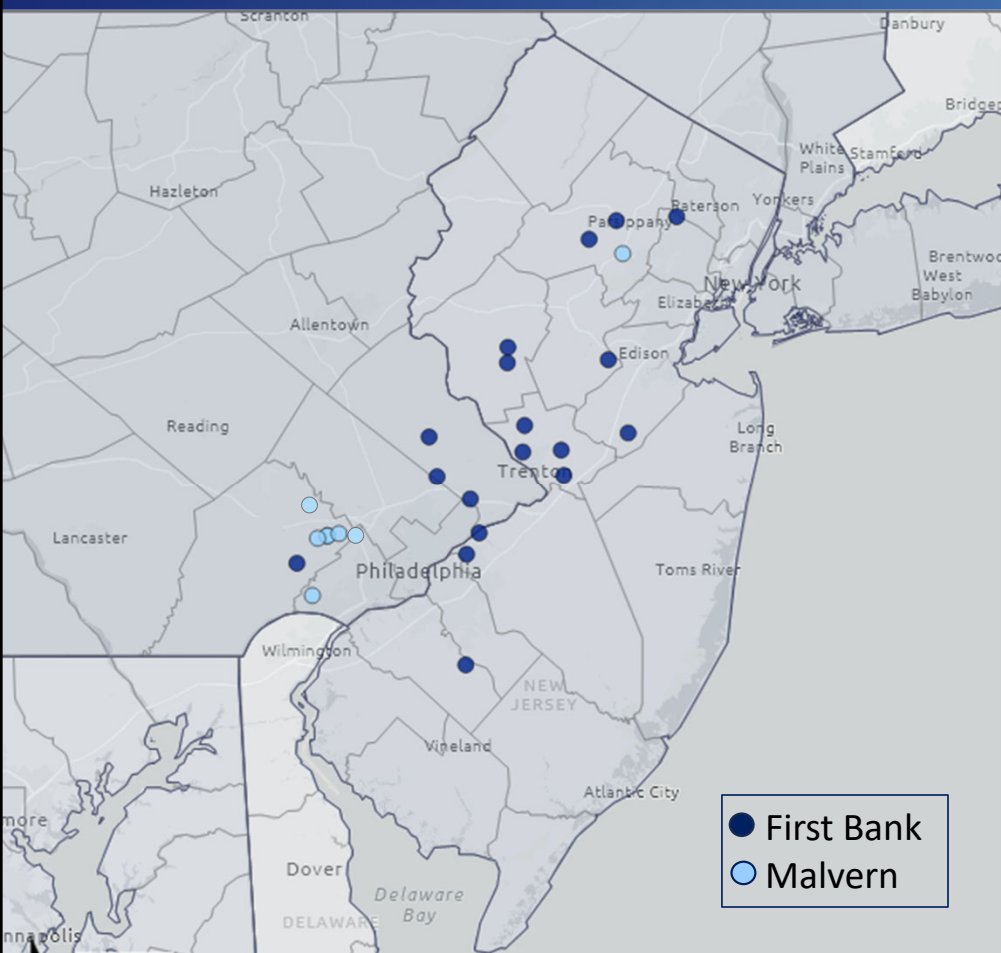 Scranton
Danbury
Bridgep
White
Plains
Stamford
Hazleton
Yonkers
Paterson
Parsippany
New York
Brentwoo
West
Babylon
Elizabeth
Allentown
Edison
Reading
Long
Branch
Trenton
Lancaster
Philadelphia
Toms River
Wilmington
NEW
JERSEY
Vineland
Atlantic City
more
First Bank
Malvern
Dover
Delaware
Bay
DELAWARE
nnapolis